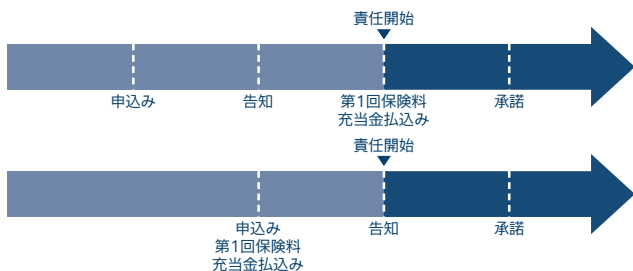 責任開始
申込み
告知
第1回保険料
充当金払込み
承諾
責任開始
申込み
第1回保険料
充当金払込み
告知
承諾